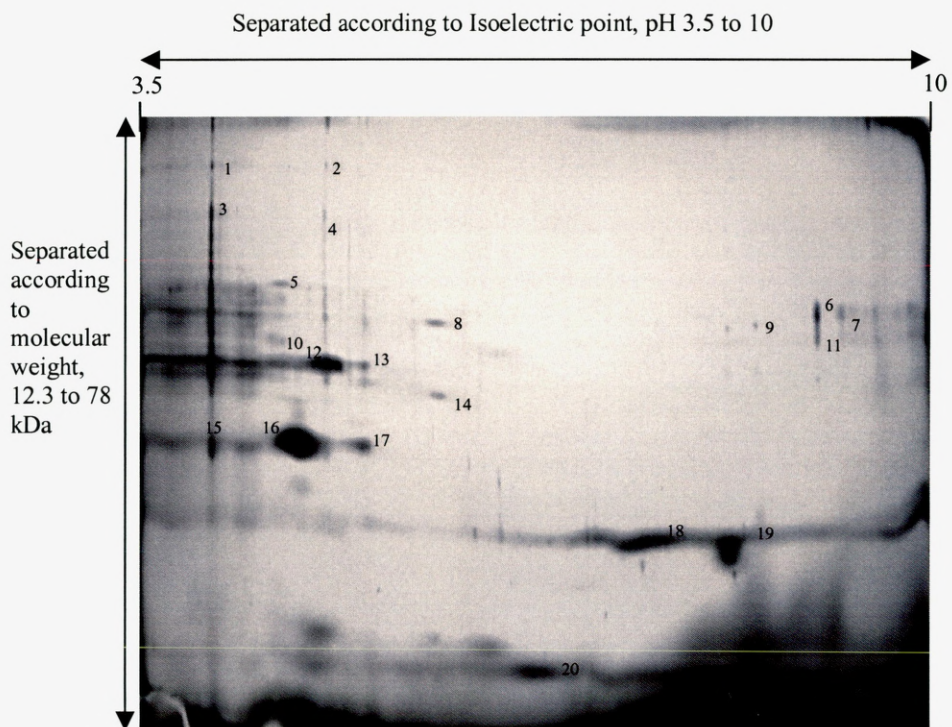 Separated according to Isoelectric point, pH 3.5 to 10
3.5
10
Separated
according
to
molecular
weight,
12.3 to 78
kDa
1
2
3
4
5
6
7
8
9
10
11
12
13
14
15
16
17
18
19
20